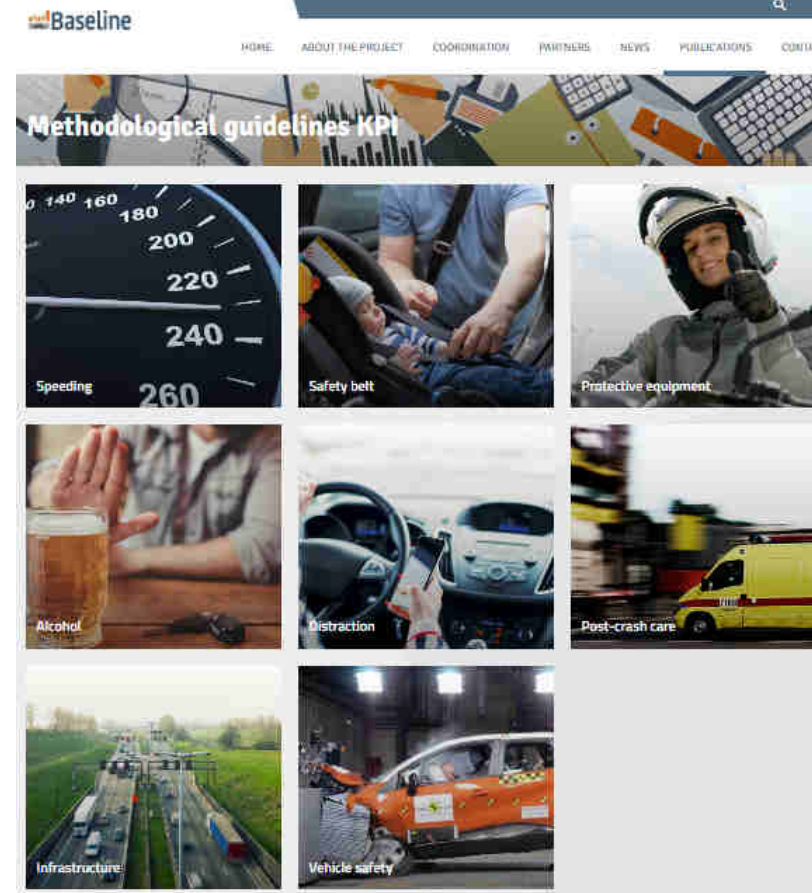 Baseline
HOME ABOUT THE PROJECT COORDINATION PARTNERS NEWS PUBLICATIONS CONTA
Methodological guidelines KPI
140 160
180
200
220
240
260
Speeding
Safety belt
Protective equipment
Alcohol
Distraction
Post-crash care
Infrastructure
Vehicle safety